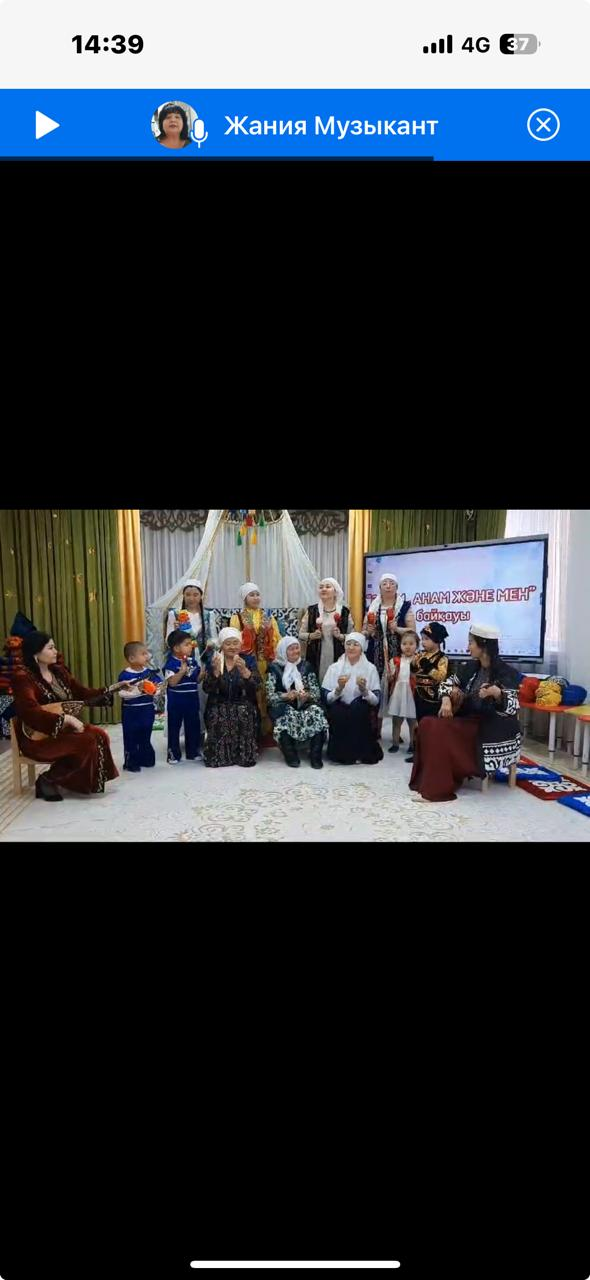 14:39
4G
37
Жания Музыкант
АНАМ ЖӘНЕ МЕН"
байқауы